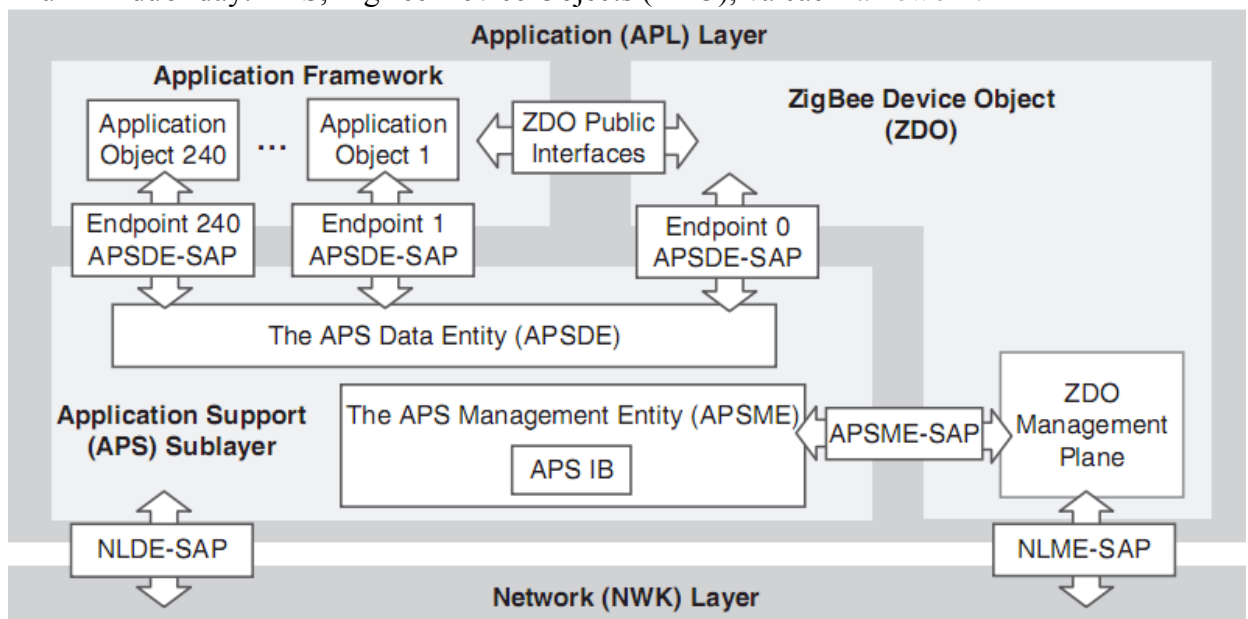 Application (APL) Layer
Application Framework
Application
Object 240
...
Application
Object 1
ZDO Public
Interfaces
ZigBee Device Object
(ZDO)
Endpoint 240
APSDE-SAP
Endpoint 1
APSDE-SAP
Endpoint 0
APSDE-SAP
The APS Data Entity (APSDE)
Application Support
(APS) Sublayer
The APS Management Entity (APSME)
APS IB
APSME-SAP
ZDO
Management
Plane
NLDE-SAP
NLME-SAP
Network (NWK) Layer